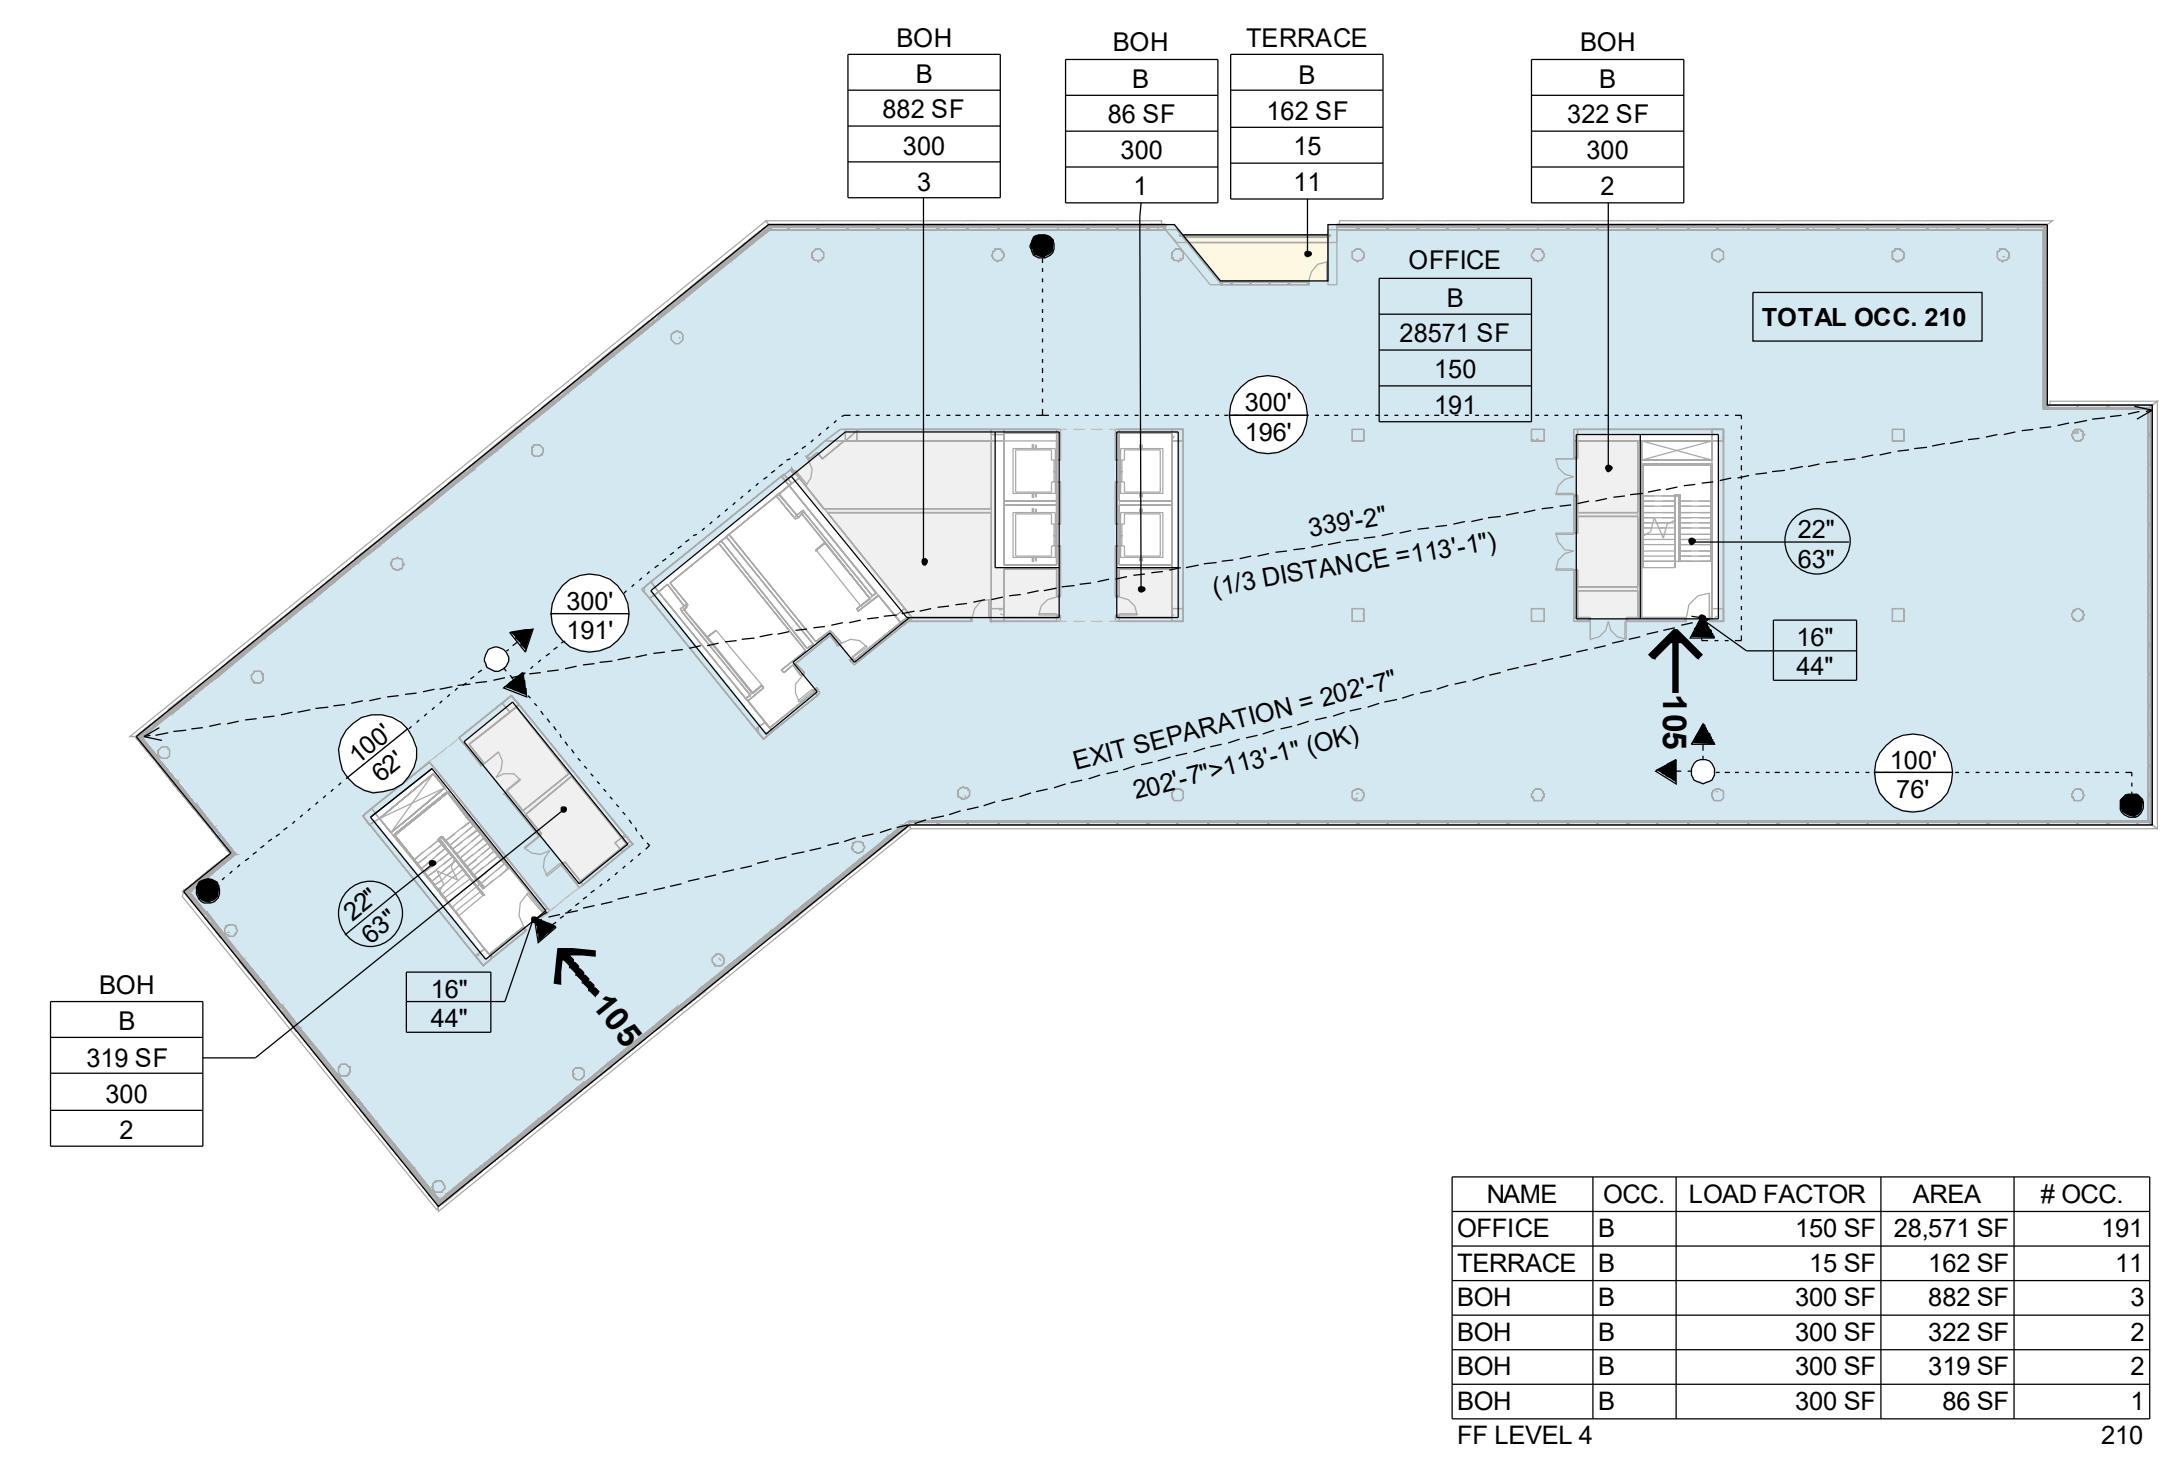 BOH
B
882 SF
300
3
BOH
B
86 SF
300
1
TERRACE
B
162 SF
15
11
BOH
B
322 SF
300
2
OFFICE
B
28571 SF
150
191
TOTAL OCC. 210
300'
196'
339'-2"
(1/3 DISTANCE =113'-1")
22"
63"
300'
191'
16"
44"
105
EXIT SEPARATION = 202'-7"
202'-7">113'-1" (OK)
100'
62'
100'
76'
22"
63"
16"
44"
105
BOH
B
319 SF
300
2
NAME OCC. LOAD FACTOR AREA # OCC.
OFFICE B 150 SF 28,571 SF 191
TERRACE B 15 SF 162 SF 11
BOH B 300 SF 882 SF 3
BOH B 300 SF 322 SF 2
BOH B 300 SF 319 SF 2
BOH B 300 SF 86 SF 1
FF LEVEL 4 210